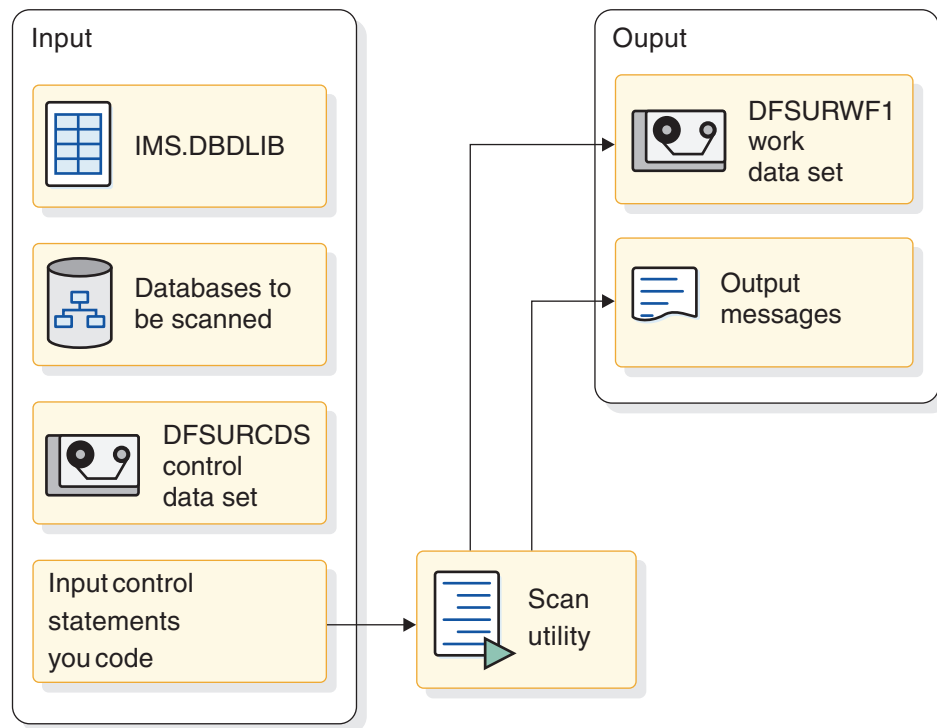 Input
IMS.DBDLIB
Databases to
be scanned
DFSURCDS
control
data set
Input control
statements
you code
Scan
utility
Ouput
DFSURWF1
work
data set
Output
messages